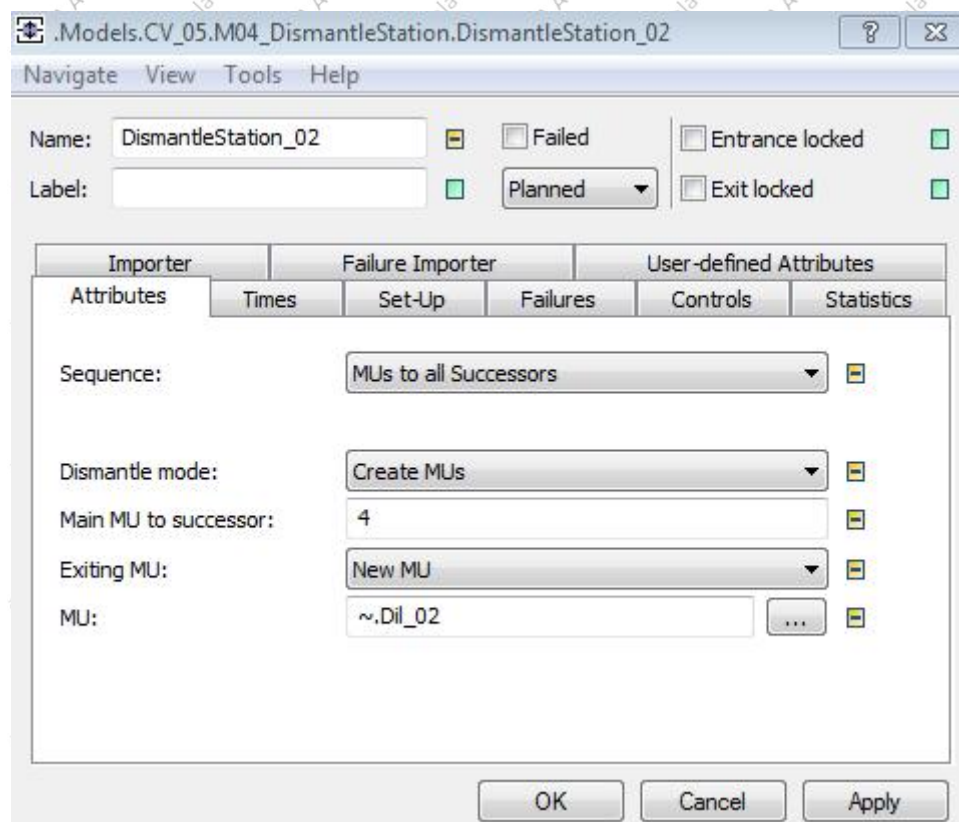 .Models.CV_05.M04_DismantleStation.DismantleStation_02
Navigate View Tools Help
Name: DismantleStation_02 Failed Entrance locked
Label: Planned Exit locked
Importer Failure Importer User-defined Attributes
Attributes Times Set-Up Failures Controls Statistics
Sequence: MUs to all Successors
Dismantle mode: Create MUs
Main MU to successor: 4
Exiting MU: New MU
MU: ~.Dil_02 ...
OK Cancel Apply